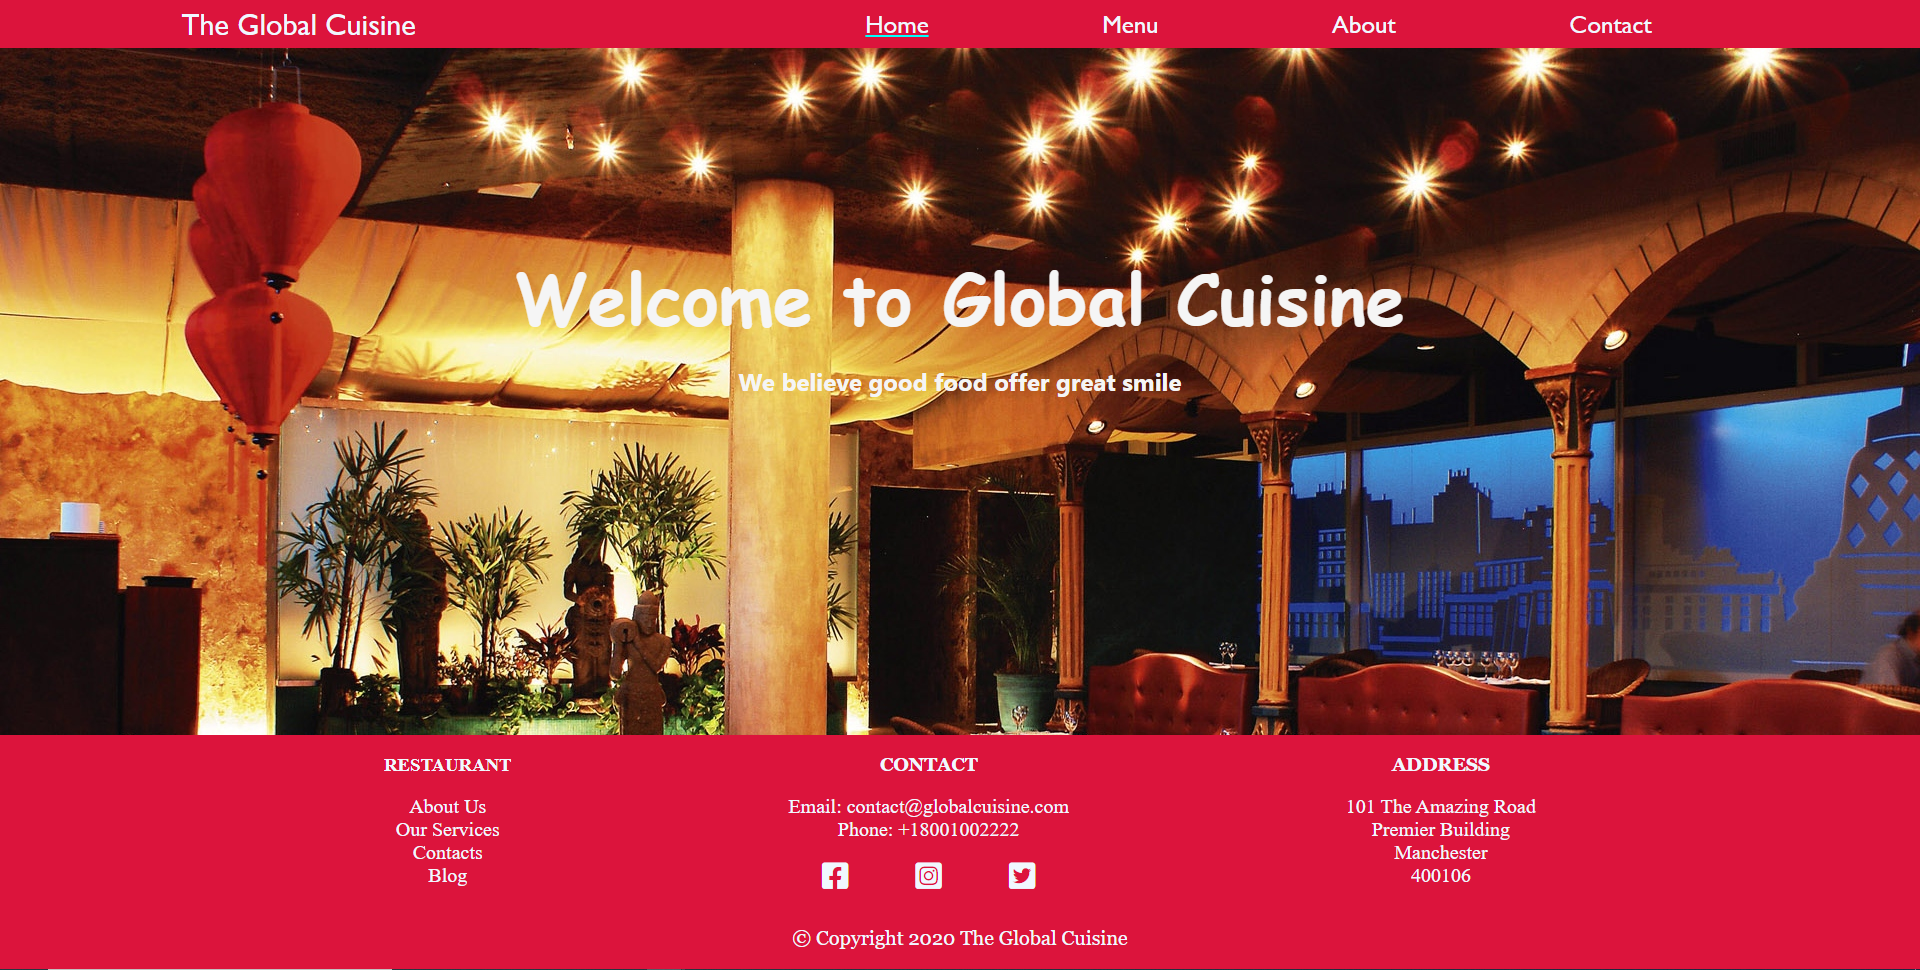 The Global Cuisine
Home
Menu
About
Contact
Welcome to Global Cuisine
We believe good food offer great smile
RESTAURANT
About Us
Our Services
Contacts
Blog
CONTACT
Email: contact@globalcuisine.com
Phone: +18001002222
ADDRESS
101 The Amazing Road
Premier Building
Manchester
400106
© Copyright 2020 The Global Cuisine